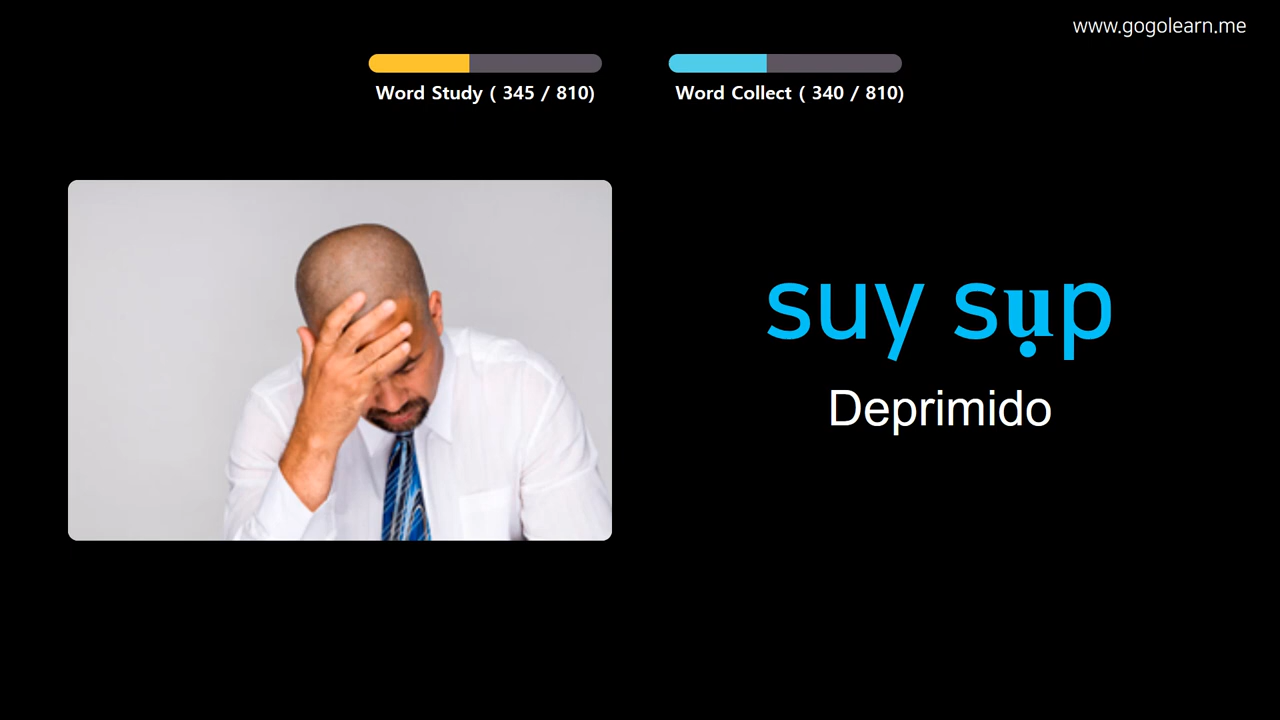 www.gogolearn.me
Word Study ( 345 / 810)
Word Collect ( 340 / 810)
suy sụp
Deprimido